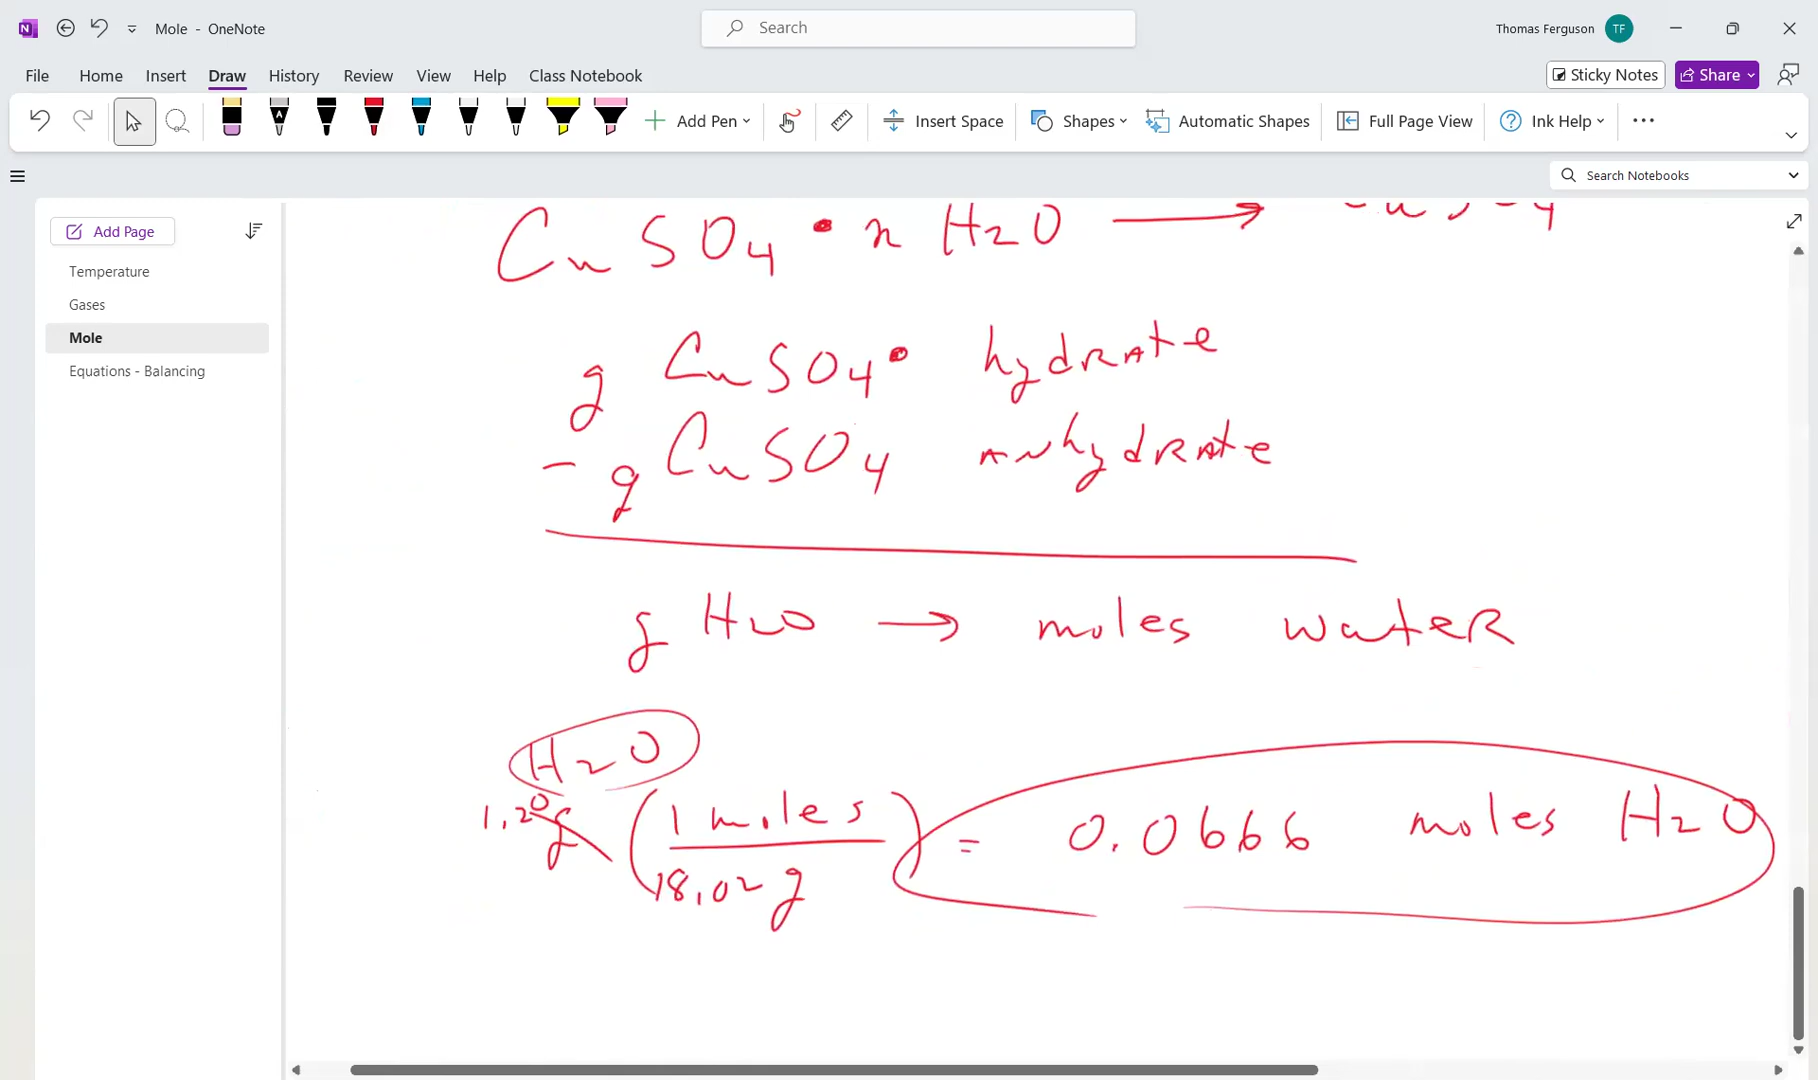 Mole - OneNote
Search
Thomas Ferguson TF
File Home Insert Draw History Review View Help Class Notebook
Sticky Notes Share
Add Pen Insert Space Shapes Automatic Shapes Full Page View Ink Help
Search Notebooks
Add Page
Temperature
Gases
Mole
Equations - Balancing
CuSO4 • x H2O → CuSO4
g CuSO4 • hydrate
- g CuSO4 anhydrate
g H2O → moles water
H2O
1.20g (1 moles / 18.02 g) = 0.0666 moles H2O